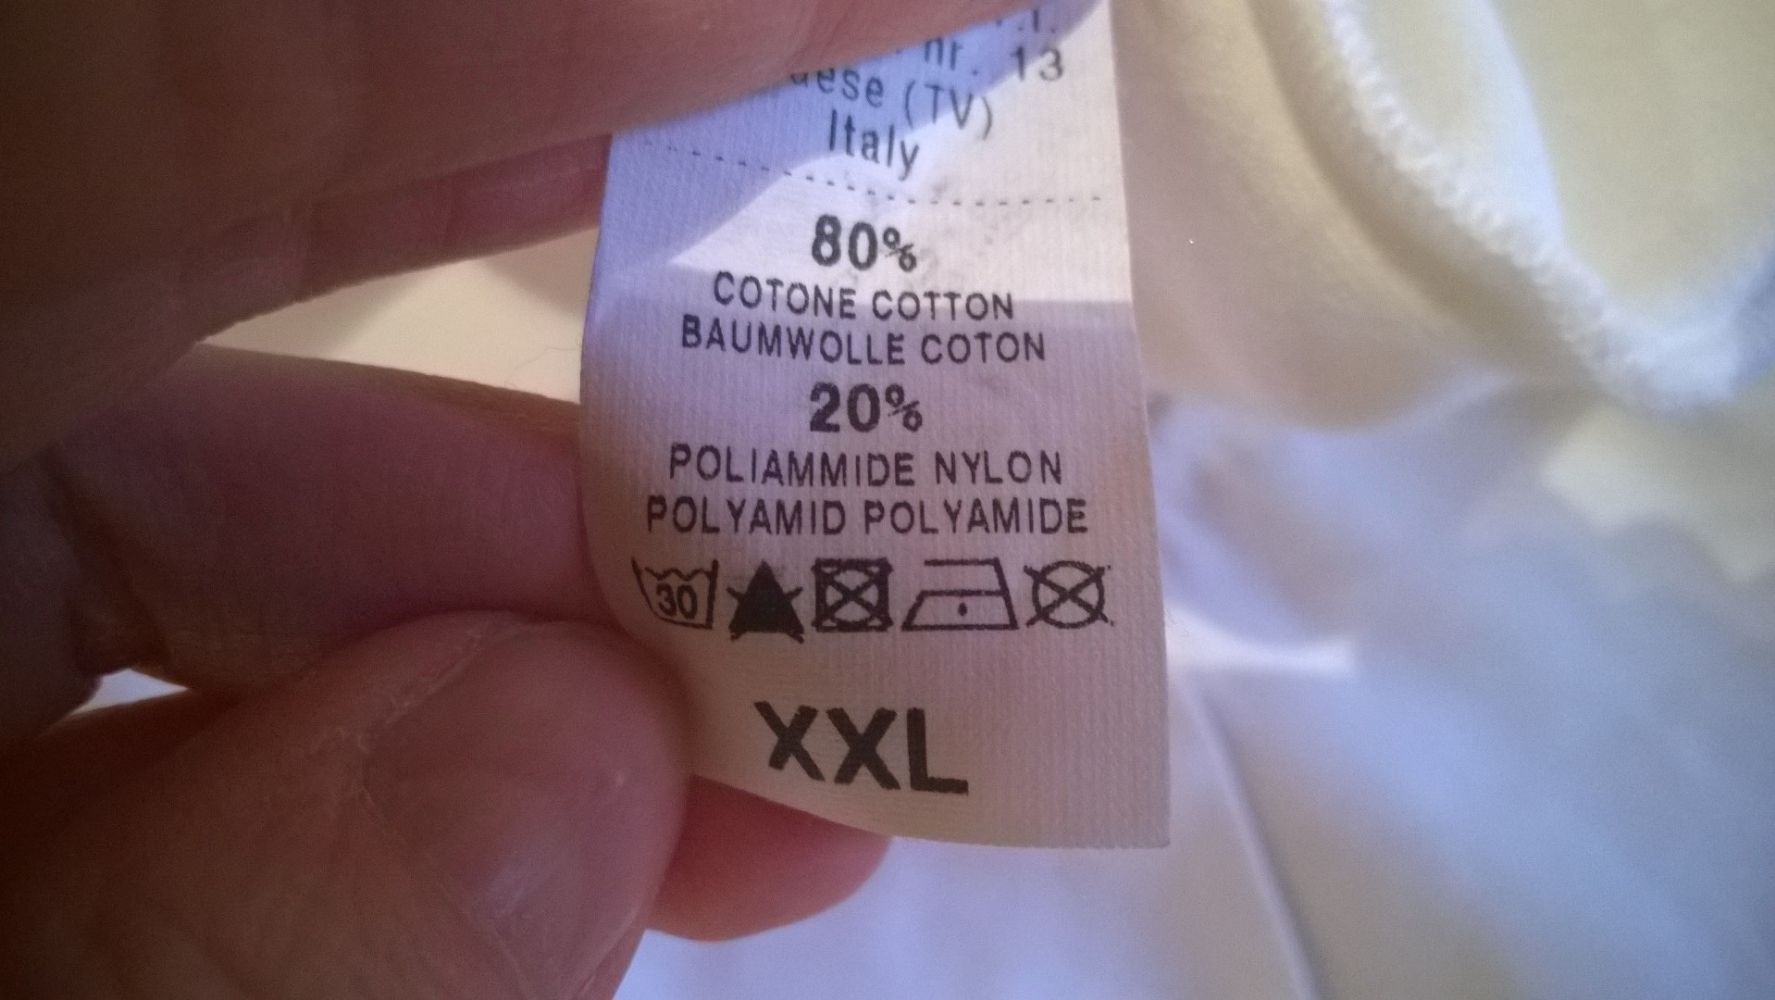 nr. 13
(TV)
Italy
80%
COTONE COTTON
BAUMWOLLE COTON
20%
POLIAMMIDE NYLON
POLYAMID POLYAMIDE
30
XXL